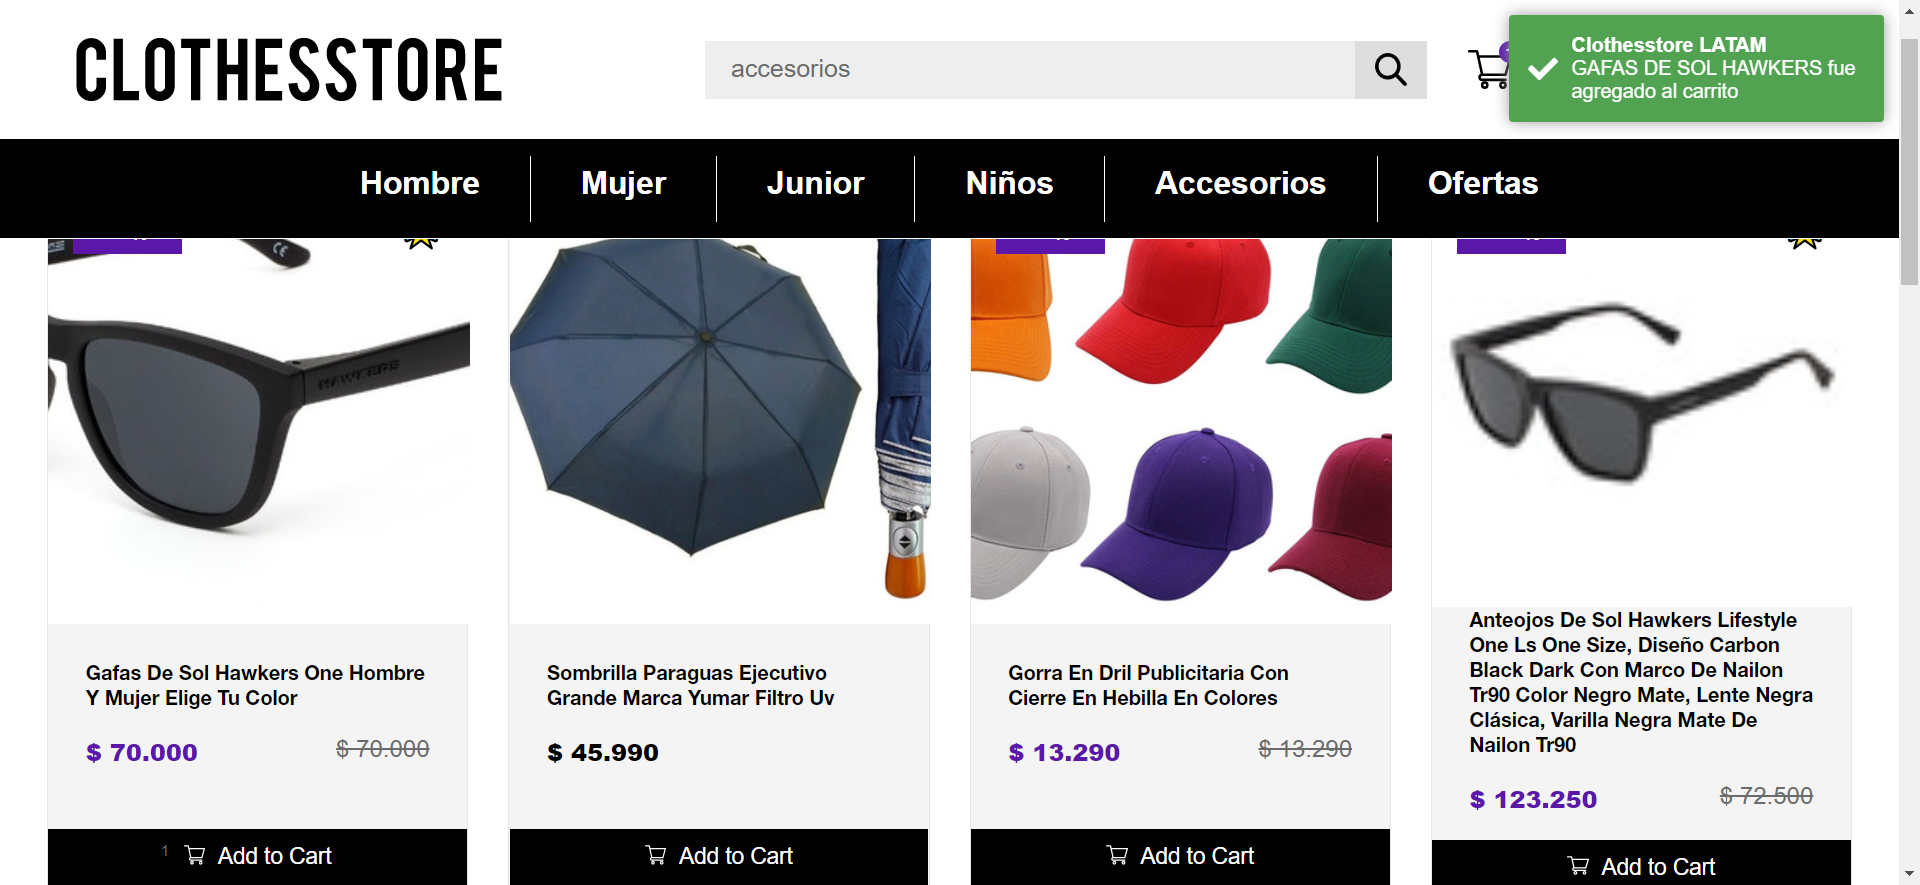 CLOTHESSTORE
accesorios
Clothesstore LATAM
GAFAS DE SOL HAWKERS fue
agregado al carrito
Hombre
Mujer
Junior
Niños
Accesorios
Ofertas
HAWKERS
Gafas De Sol Hawkers One Hombre
Y Mujer Elige Tu Color
$ 70.000
$ 70.000
1
Add to Cart
Sombrilla Paraguas Ejecutivo
Grande Marca Yumar Filtro Uv
$ 45.990
Add to Cart
Gorra En Dril Publicitaria Con
Cierre En Hebilla En Colores
$ 13.290
$ 13.290
Add to Cart
Anteojos De Sol Hawkers Lifestyle
One Ls One Size, Diseño Carbon
Black Dark Con Marco De Nailon
Tr90 Color Negro Mate, Lente Negra
Clásica, Varilla Negra Mate De
Nailon Tr90
$ 123.250
$ 72.500
Add to Cart